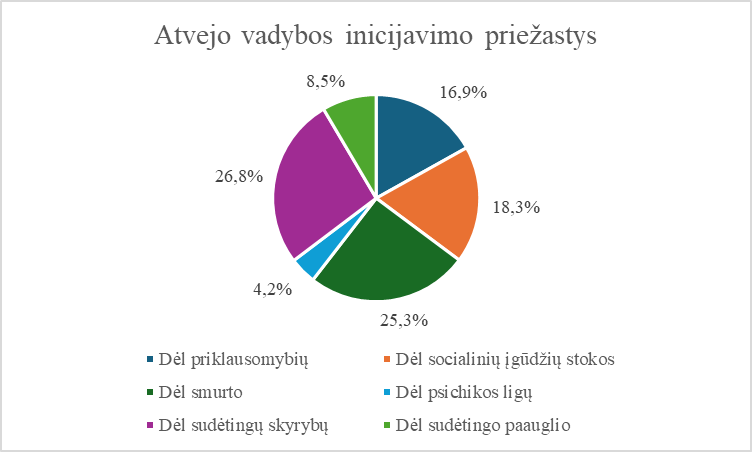 Atvejo vadybos inicijavimo priežastys
8,5%
16,9%
26,8%
18,3%
4,2%
25,3%
Dėl priklausomybių
Dėl socialinių įgūdžių stokos
Dėl smurto
Dėl psichikos ligų
Dėl sudėtingų skyrybų
Dėl sudėtingo paauglio